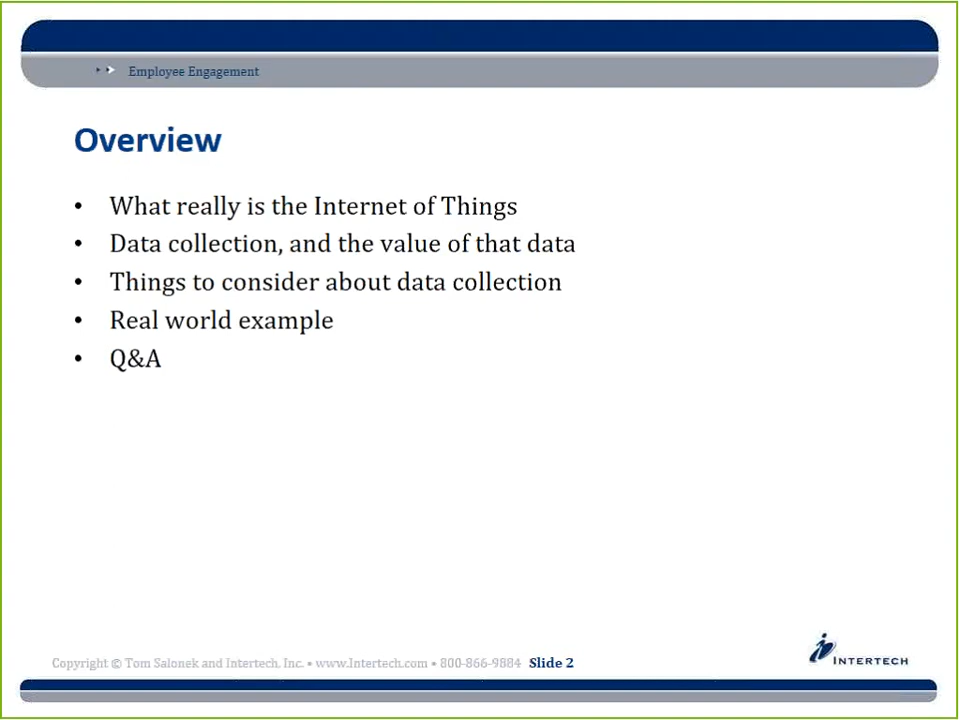 Employee Engagement
Overview
• What really is the Internet of Things
• Data collection, and the value of that data
• Things to consider about data collection
• Real world example
• Q&A
Copyright © Tom Salonek and Intertech, Inc. • www.Intertech.com • 800-866-9884 Slide 2
INTERTECH